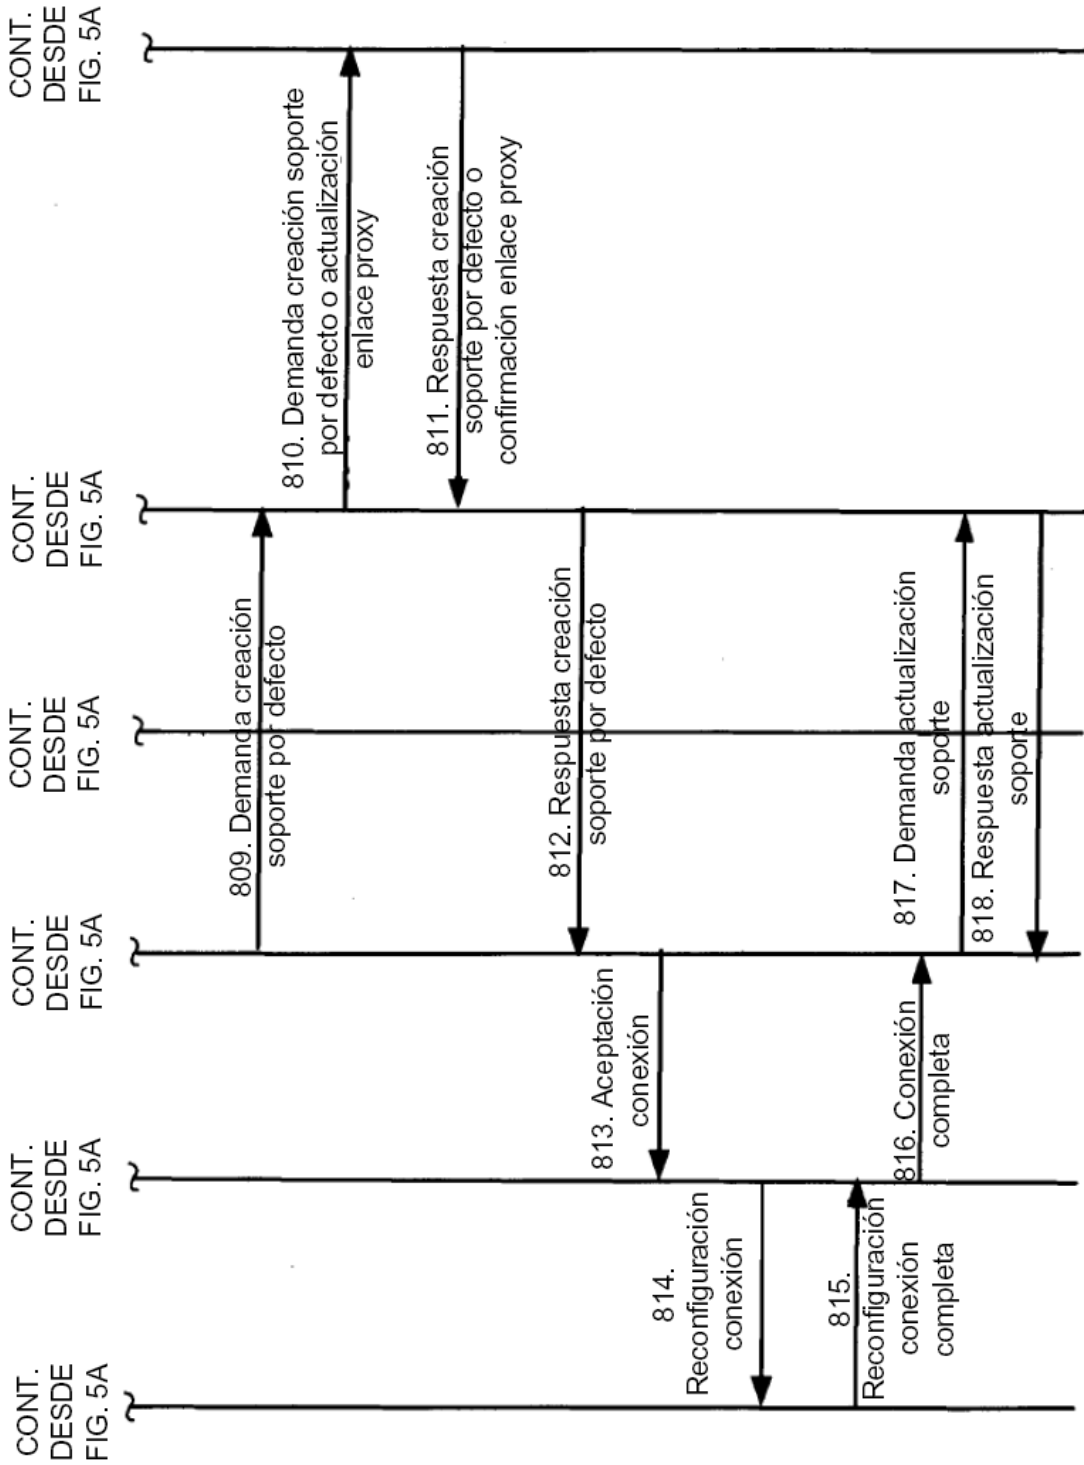 CONT.
DESDE
FIG. 5A
CONT.
DESDE
FIG. 5A
CONT.
DESDE
FIG. 5A
CONT.
DESDE
FIG. 5A
CONT.
DESDE
FIG. 5A
CONT.
DESDE
FIG. 5A
809. Demanda creación
soporte por defecto
810. Demanda creación soporte
por defecto o actualización
enlace proxy
811. Respuesta creación
soporte por defecto o
confirmación enlace proxy
812. Respuesta creación
soporte por defecto
813. Aceptación
conexión
814.
Reconfiguración
conexión
815.
Reconfiguración
conexión
completa
816. Conexión
completa
817. Demanda actualización
soporte
818. Respuesta actualización
soporte